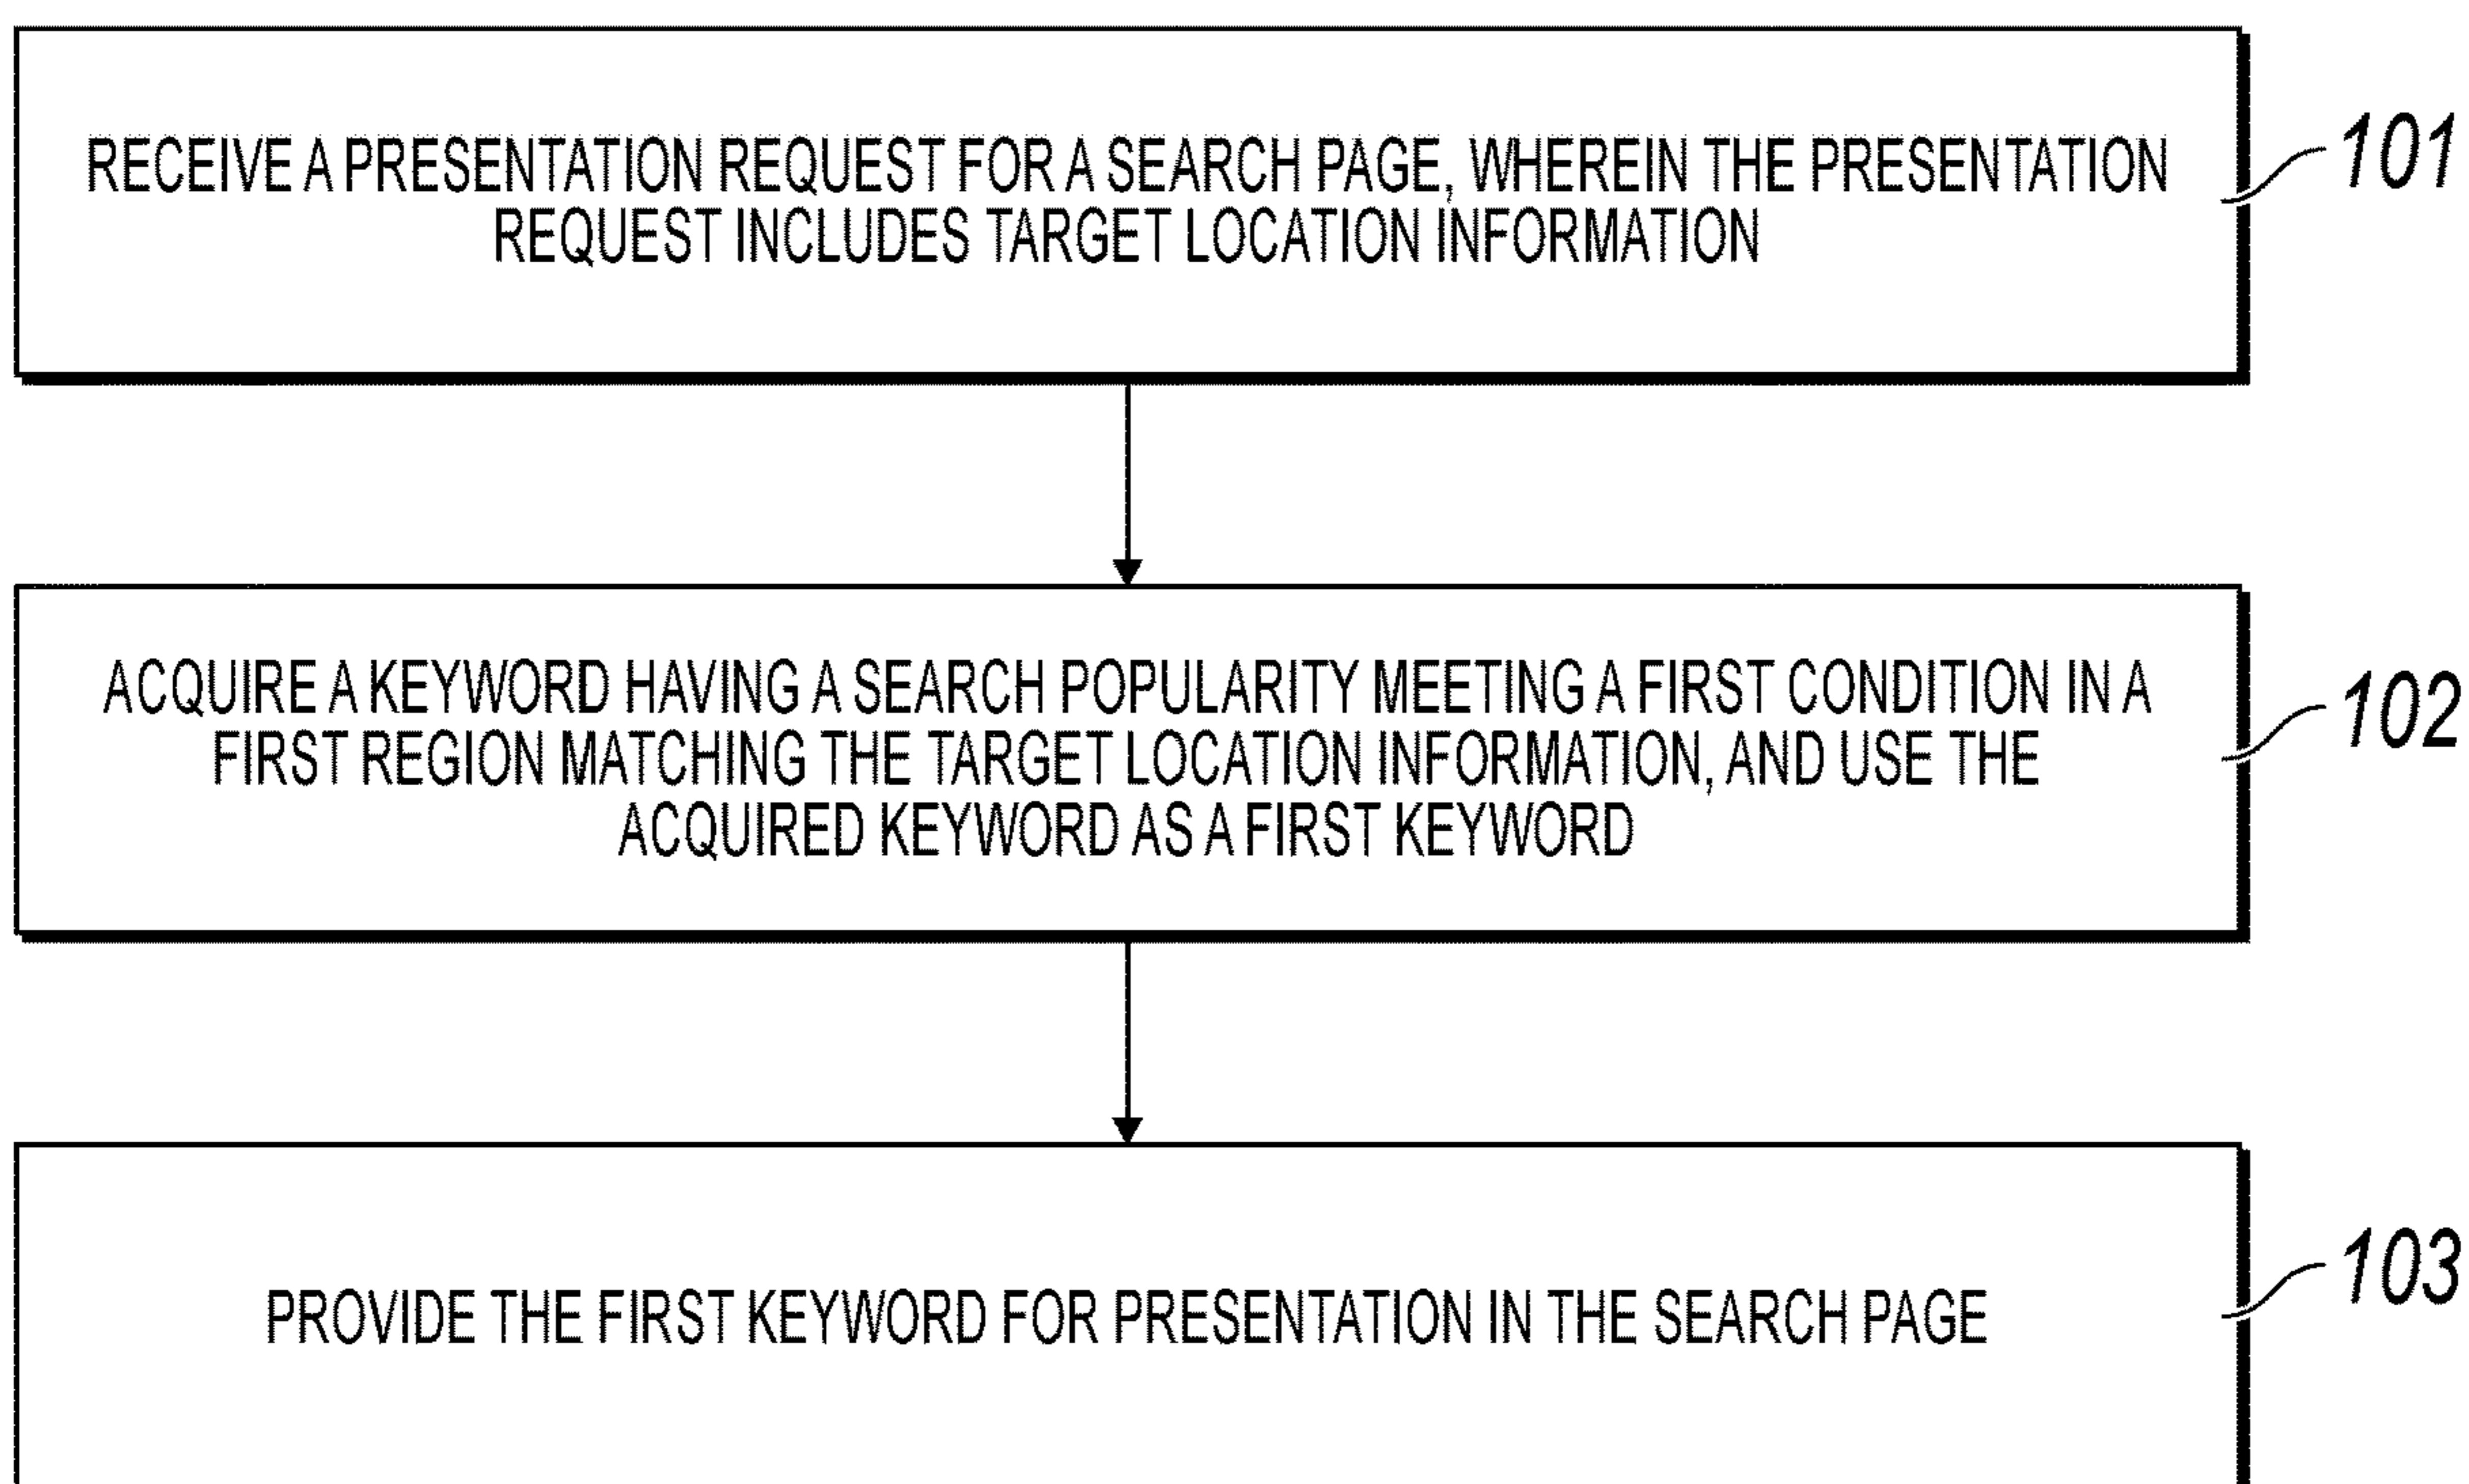 RECEIVE A PRESENTATION REQUEST FOR A SEARCH PAGE, WHEREIN THE PRESENTATION
REQUEST INCLUDES TARGET LOCATION INFORMATION
101
ACQUIRE A KEYWORD HAVING A SEARCH POPULARITY MEETING A FIRST CONDITION IN A
FIRST REGION MATCHING THE TARGET LOCATION INFORMATION, AND USE THE
ACQUIRED KEYWORD AS A FIRST KEYWORD
102
PROVIDE THE FIRST KEYWORD FOR PRESENTATION IN THE SEARCH PAGE
103